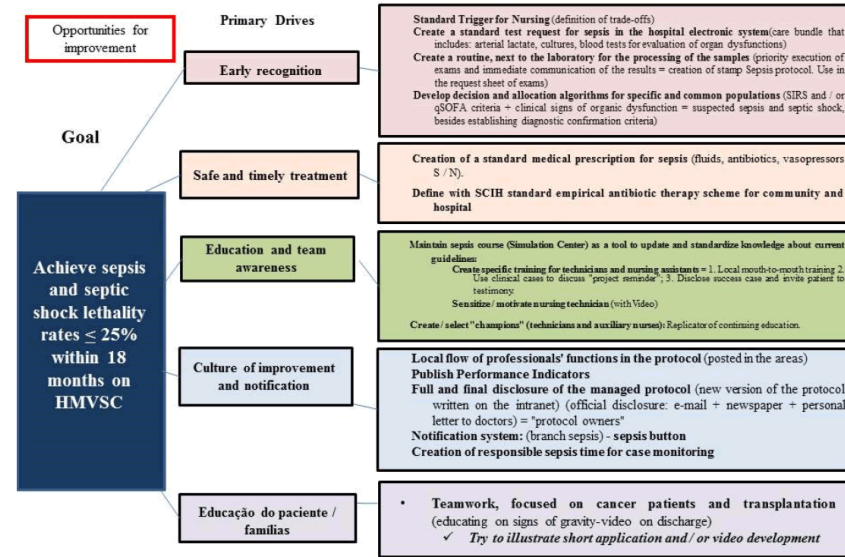 Opportunities for
improvement
Primary Drives
Goal
Achieve sepsis
and septic
shock lethality
rates ≤ 25%
within 18
months on
HMVSC
Early recognition
Standard Trigger for Nursing (definition of trade-offs)
Create a standard test request for sepsis in the hospital electronic system(care bundle that
includes: arterial lactate, cultures, blood tests for evaluation of organ dysfunctions)
Create a routine, next to the laboratory for the processing of the samples (priority execution of
exams and immediate communication of the results = creation of stamp Sepsis protocol. Use in
the request sheet of exams)
Develop decision and allocation algorithms for specific and common populations (SIRS and / or
qSOFA criteria + clinical signs of organic dysfunction = suspected sepsis and septic shock,
besides establishing diagnostic confirmation criteria)
Safe and timely treatment
Creation of a standard medical prescription for sepsis (fluids, antibiotics, vasopressors
S / N).
Define with SCIH standard empirical antibiotic therapy scheme for community and
hospital
Education and team
awareness
Maintain sepsis course (Simulation Center) as a tool to update and standardize knowledge about current
guidelines:
Create specific training for technicians and nursing assistants = 1. Local mouth-to-mouth training 2.
Use clinical cases to discuss "project reminder"; 3. Disclose success case and invite patient to
testimony.
Sensitize / motivate nursing technician (with Video)
Create / select "champions" (technicians and auxiliary nurses): Replicator of continuing education.
Culture of improvement
and notification
Local flow of professionals' functions in the protocol (posted in the areas)
Publish Performance Indicators
Full and final disclosure of the managed protocol (new version of the protocol
written on the intranet) (official disclosure: e-mail + newspaper + personal
letter to doctors) = "protocol owners"
Notification system: (branch sepsis) - sepsis button
Creation of responsible sepsis time for case monitoring
Educação do paciente /
famílias
• Teamwork, focused on cancer patients and transplantation
(educating on signs of gravity-video on discharge)
✓ Try to illustrate short application and / or video development